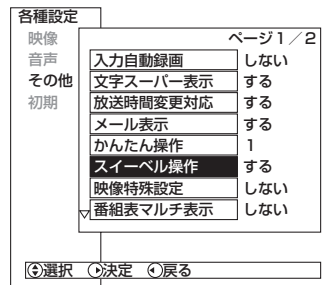 各種設定
映像
音声
その他
初期
ページ1／2
入力自動録画 しない
文字スーパー表示 する
放送時間変更対応 する
メール表示 する
かんたん操作 1
スイーベル操作 する
映像特殊設定 しない
番組表マルチ表示 しない
選択 決定 戻る